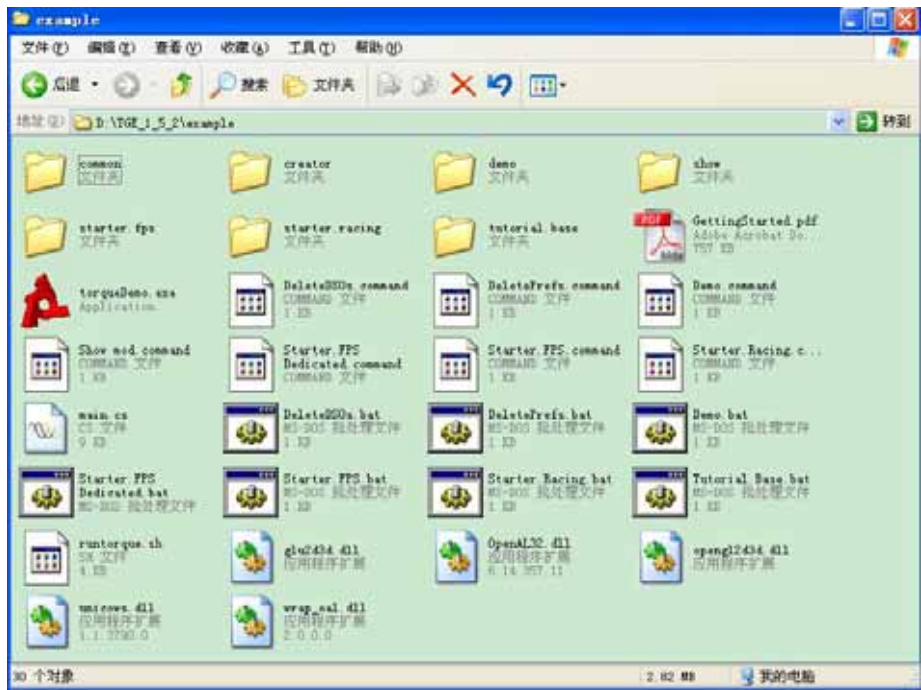 example
文件(F) 编辑(E) 查看(V) 收藏(A) 工具(T) 帮助(H)
后退 搜索 文件夹
地址(D) D:\TGE_1_5_2\example 转到
common
文件夹
creator
文件夹
demo
文件夹
show
文件夹
starter.fps
文件夹
starter.racing
文件夹
tutorial.base
文件夹
GettingStarted.pdf
Adobe Acrobat Do...
757 KB
torqueDemo.exe
Application
DeleteDSOs.command
COMMAND 文件
1 KB
DeletePrefs.command
COMMAND 文件
1 KB
Demo.command
COMMAND 文件
1 KB
Show mod.command
COMMAND 文件
1 KB
Starter.FPS
Dedicated.command
COMMAND 文件
Starter.FPS.command
COMMAND 文件
1 KB
Starter.Racing.c...
COMMAND 文件
1 KB
main.cs
CS 文件
9 KB
DeleteDSOs.bat
MS-DOS 批处理文件
1 KB
DeletePrefs.bat
MS-DOS 批处理文件
1 KB
Demo.bat
MS-DOS 批处理文件
1 KB
Starter FPS
Dedicated.bat
MS-DOS 批处理文件
Starter FPS.bat
MS-DOS 批处理文件
1 KB
Starter Racing.bat
MS-DOS 批处理文件
1 KB
Tutorial Base.bat
MS-DOS 批处理文件
1 KB
runtorque.sh
SH 文件
4 KB
glu2d3d.dll
应用程序扩展
OpenAL32.dll
应用程序扩展
6.14.357.11
opengl2d3d.dll
应用程序扩展
unicows.dll
应用程序扩展
1.1.3790.0
wrap_oal.dll
应用程序扩展
2.0.0.0
30 个对象 2.82 MB 我的电脑